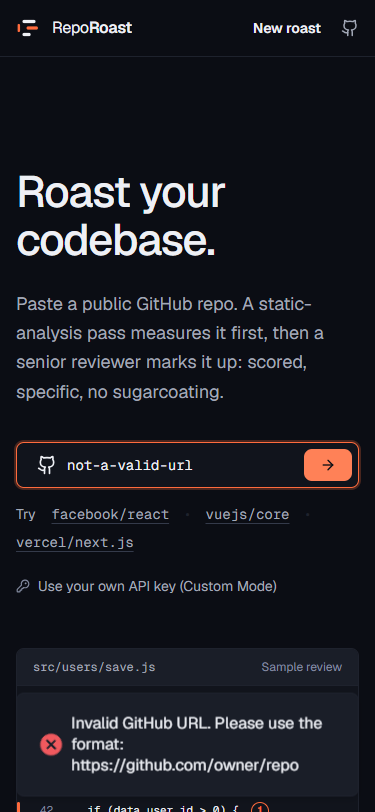 RepoRoast New roast
Roast your
codebase.
Paste a public GitHub repo. A static-
analysis pass measures it first, then a
senior reviewer marks it up: scored,
specific, no sugarcoating.
not-a-valid-url
Try facebook/react · vuejs/core ·
vercel/next.js
Use your own API key (Custom Mode)
src/users/save.js Sample review
Invalid GitHub URL. Please use the
format:
https://github.com/owner/repo
42 if (data.user_id > 0) { 1